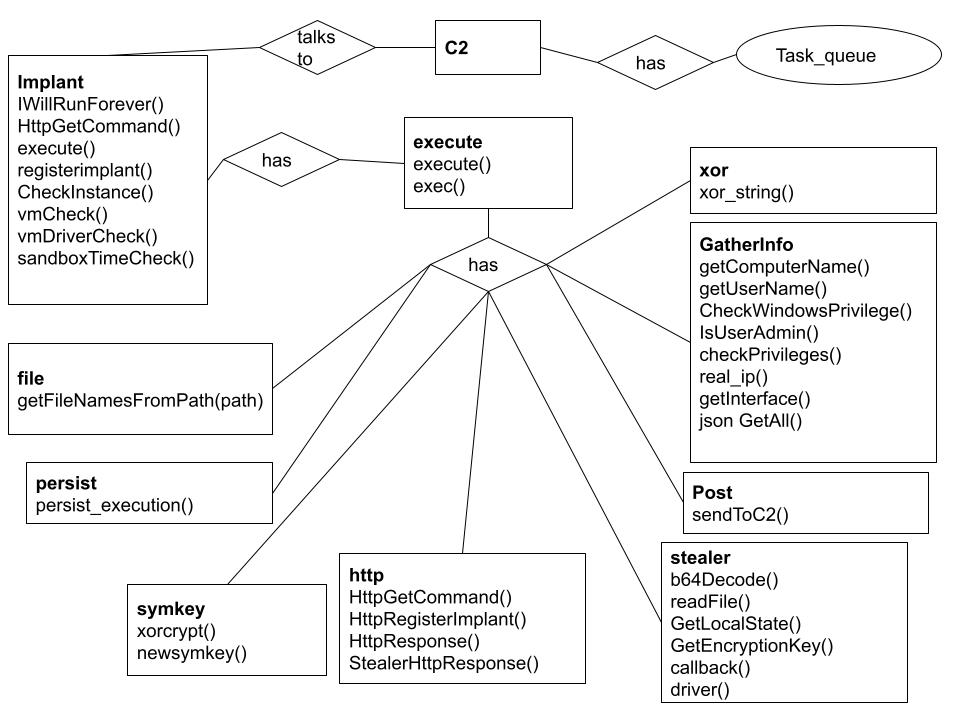 talks
to
C2
has
Task_queue
Implant
IWillRunForever()
HttpGetCommand()
execute()
registerimplant()
CheckInstance()
vmCheck()
vmDriverCheck()
sandboxTimeCheck()
has
execute
execute()
exec()
xor
xor_string()
has
GatherInfo
getComputerName()
getUserName()
CheckWindowsPrivilege()
IsUserAdmin()
checkPrivileges()
real_ip()
getInterface()
json GetAll()
file
getFileNamesFromPath(path)
persist
persist_execution()
Post
sendToC2()
symkey
xorcrypt()
newsymkey()
http
HttpGetCommand()
HttpRegisterImplant()
HttpResponse()
StealerHttpResponse()
stealer
b64Decode()
readFile()
GetLocalState()
GetEncryptionKey()
callback()
driver()